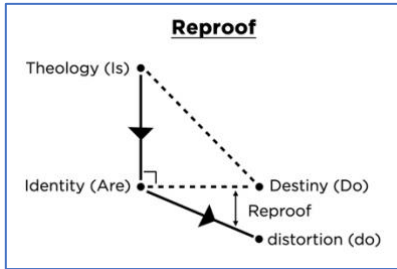 Reproof
Theology (Is)
Identity (Are)
Destiny (Do)
Reproof
distortion (do)